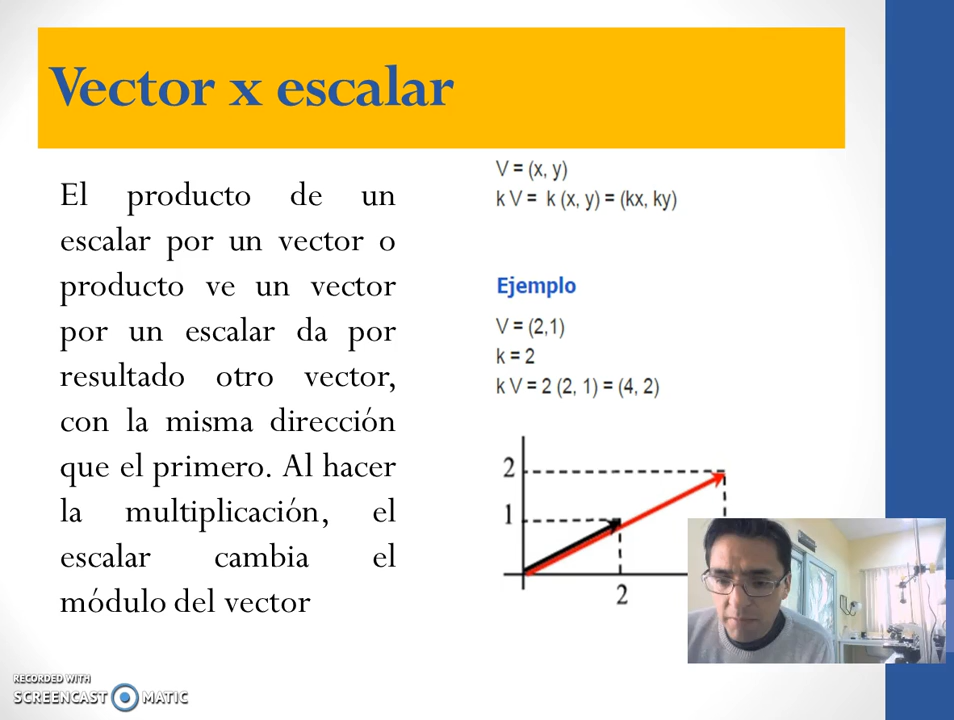 Vector x escalar
El producto de un
escalar por un vector o
producto ve un vector
por un escalar da por
resultado otro vector,
con la misma dirección
que el primero. Al hacer
la multiplicación, el
escalar cambia el
módulo del vector
V = (x, y)
k V = k (x, y) = (kx, ky)
Ejemplo
V = (2,1)
k = 2
k V = 2 (2, 1) = (4, 2)
2
1
2
RECORDED WITH
SCREENCAST MATIC